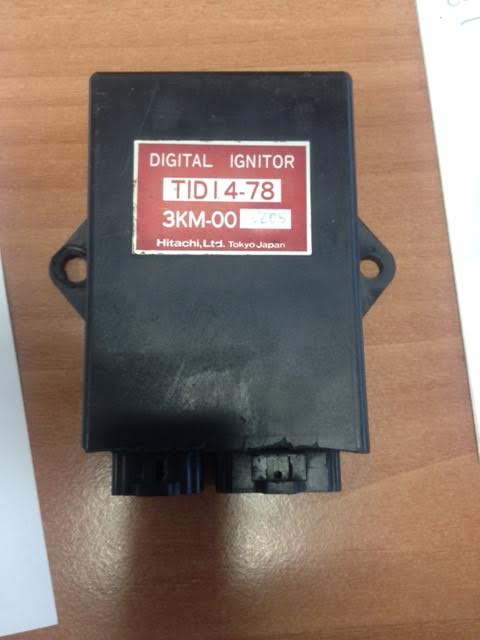 DIGITAL IGNITOR
TID14-78
3KM-00
Hitachi, Ltd. Tokyo Japan